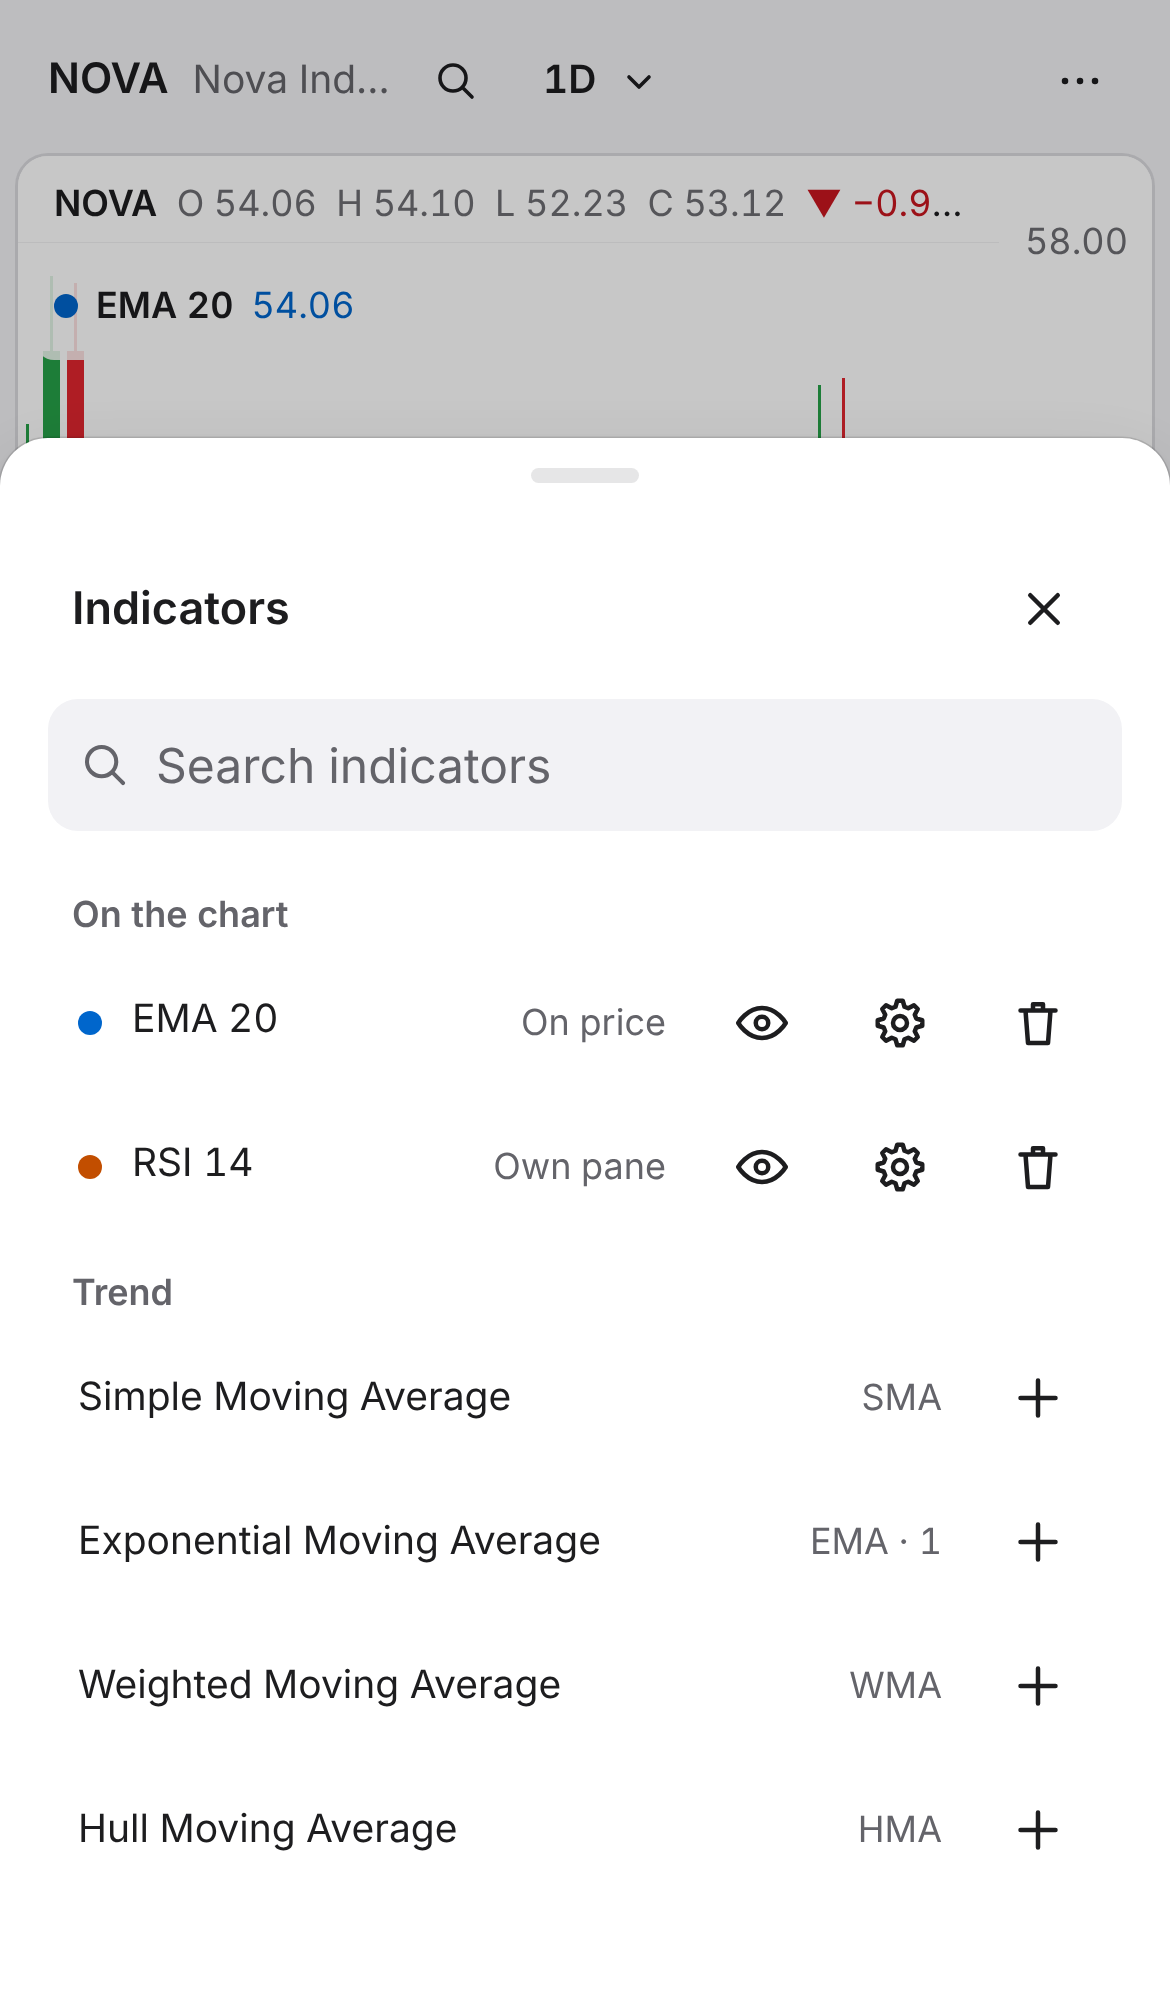 NOVA Nova Ind... 1D
NOVA O 54.06 H 54.10 L 52.23 C 53.12 ▼ −0.9...
58.00
EMA 20 54.06
Indicators
Search indicators
On the chart
EMA 20 On price
RSI 14 Own pane
Trend
Simple Moving Average SMA
Exponential Moving Average EMA · 1
Weighted Moving Average WMA
Hull Moving Average HMA